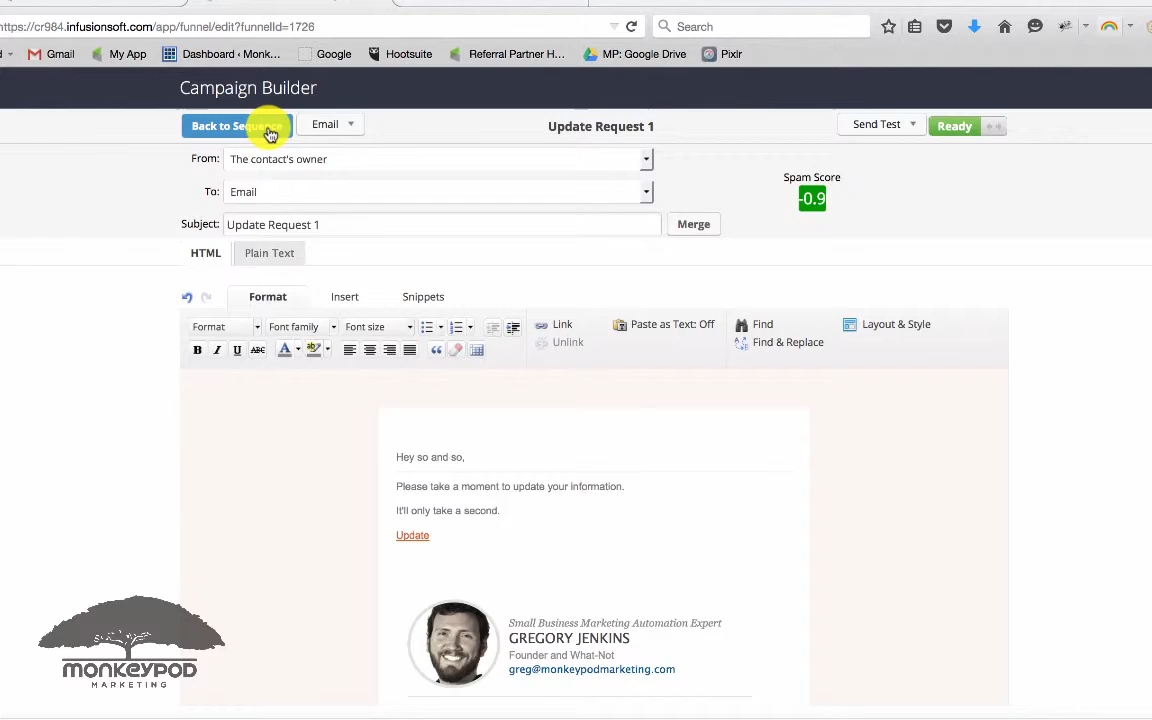 https://cr984.infusionsoft.com/app/funnel/edit?funnelId=1726
Search
Gmail
My App
Dashboard ‹ Monk...
Google
Hootsuite
Referral Partner H...
MP: Google Drive
Pixlr
Campaign Builder
Back to Sequence
Email
Update Request 1
Send Test
Ready
From:
The contact's owner
Spam Score
To:
Email
-0.9
Subject:
Update Request 1
Merge
HTML
Plain Text
Format
Insert
Snippets
Format
Font family
Font size
Link
Paste as Text: Off
Find
Layout & Style
Unlink
Find & Replace
B I U ABC A ab
Hey so and so,
Please take a moment to update your information.
It'll only take a second.
Update
Small Business Marketing Automation Expert
GREGORY JENKINS
Founder and What-Not
greg@monkeypodmarketing.com
monkeypod
MARKETING